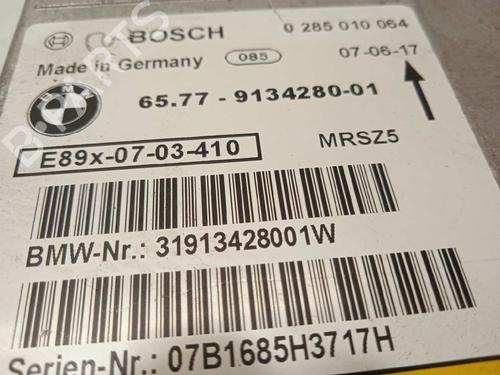 BOSCH 0 285 010 064
Made in Germany 085 07-06-17
BMW 65.77 - 9134280-01
E89x-07-03-410 MRSZ5
BMW-Nr.: 31913428001W
Serien-Nr.: 07B1685H3717H